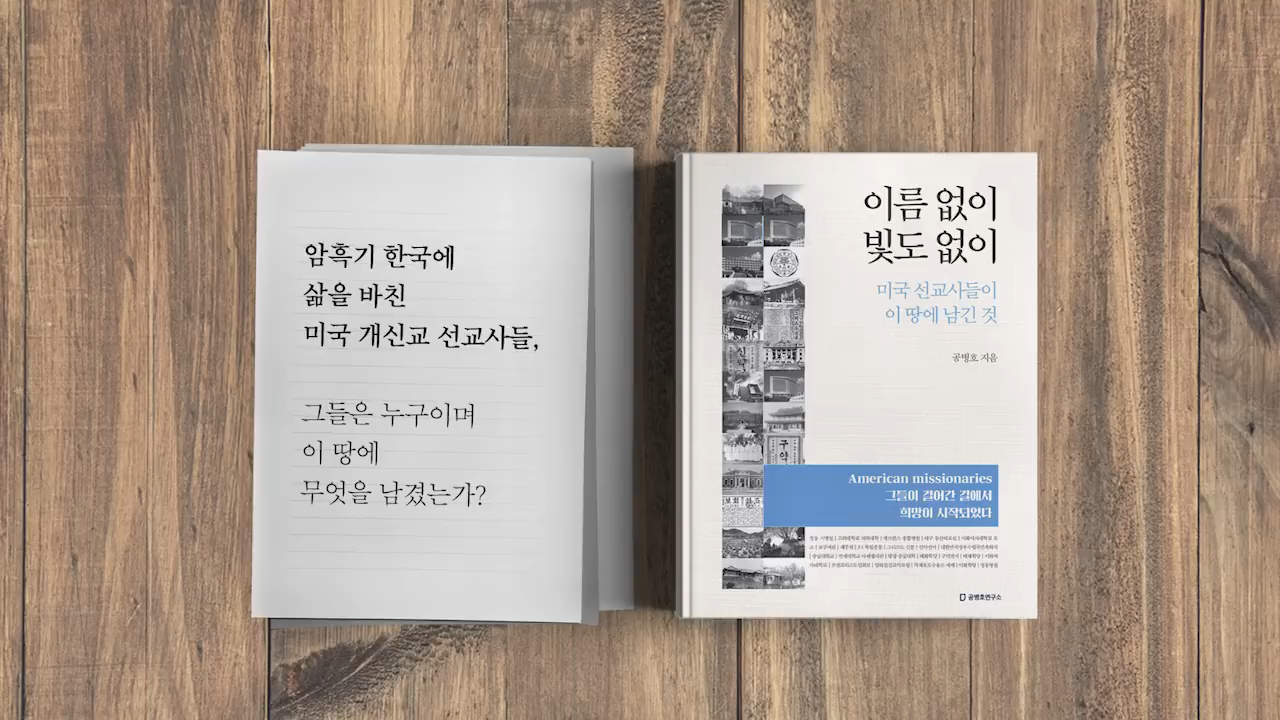 암흑기 한국에
삶을 바친
미국 개신교 선교사들,
그들은 누구이며
이 땅에
무엇을 남겼는가?
이름 없이
빛도 없이
미국 선교사들이
이 땅에 남긴 것
공병호 지음
구약
American missionaries
그들이 걸어간 길에서
희망이 시작되었다
공병호연구소